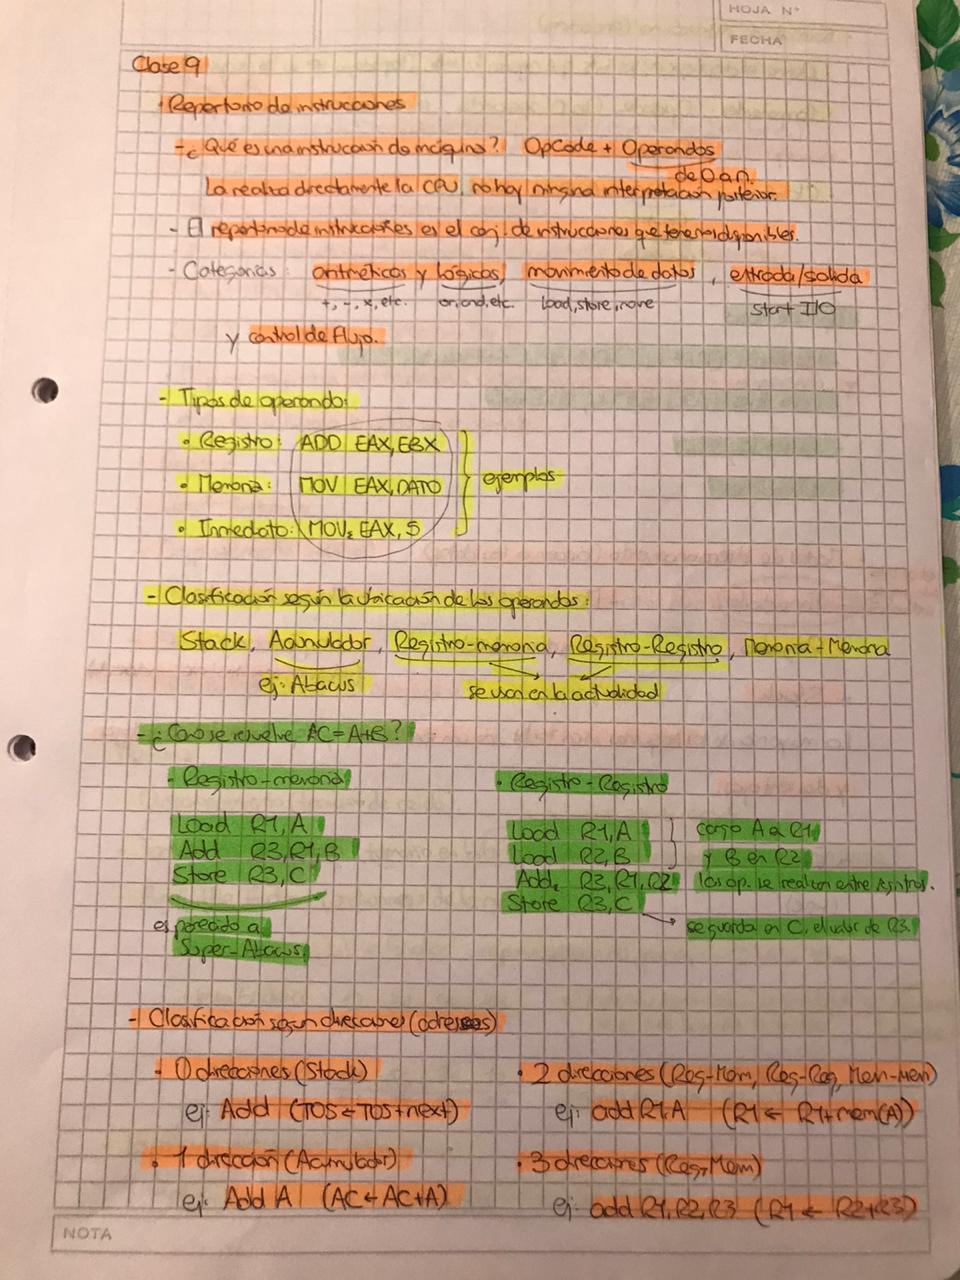 HOJA N°
FECHA
Clase 9
· Repertorio de instrucciones
- ¿Qué es una instrucción de máquina? OpCode + Operandos
de 0 a n.
La realiza directamente la CPU, no hay ninguna interpretación posterior.
- El repertorio de instrucciones es el conj. de instrucciones que tenemos disponibles.
- Categorías: aritméticas y lógicas, movimiento de datos, entrada/salida
+, -, x, etc. or, and, etc. load, store, move start I/O
y control de flujo.
- Tipos de operando:
• Registro: ADD EAX, EBX
• Memoria: MOV EAX, DATO
ejemplos
• Inmediato: MOV EAX, 5
- Clasificación según la ubicación de los operandos:
Stack, Acumulador, Registro-memoria, Registro-Registro, Memoria-Memoria
ej: Abacus se usan en la actualidad
- ¿Cómo se resuelve AC = A+B?
· Registro-memoria
Load R1, A
Add R3, R1, B
Store R3, C
es parecido a
Super-Abacus
· Registro-Registro
Load R1, A cargo A a R1
Load R2, B y B en R2
Add R3, R1, R2 las op. se realizan entre registros.
Store R3, C → se guarda en C, el valor de R3.
- Clasificación según direcciones (adresses)
· 0 direcciones (Stack)
ej: Add (TOS ← TOS + next)
· 1 dirección (Acumulador)
ej: Add A (AC ← AC + A)
· 2 direcciones (Reg-Mem, Reg-Reg, Mem-Mem)
ej: add R1, A (R1 ← R1 + mem(A))
· 3 direcciones (Reg, Mem)
ej: add R1, R2, R3 (R1 ← R2 + R3)
NOTA